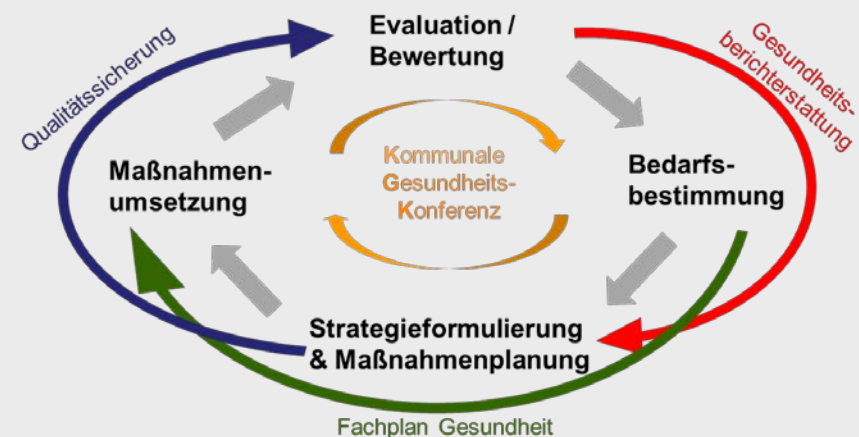 Evaluation /
Bewertung
Qualitätssicherung
Gesundheits-
berichterstattung
Maßnahmen-
umsetzung
Kommunale
Gesundheits-
Konferenz
Bedarfs-
bestimmung
Strategieformulierung
& Maßnahmenplanung
Fachplan Gesundheit